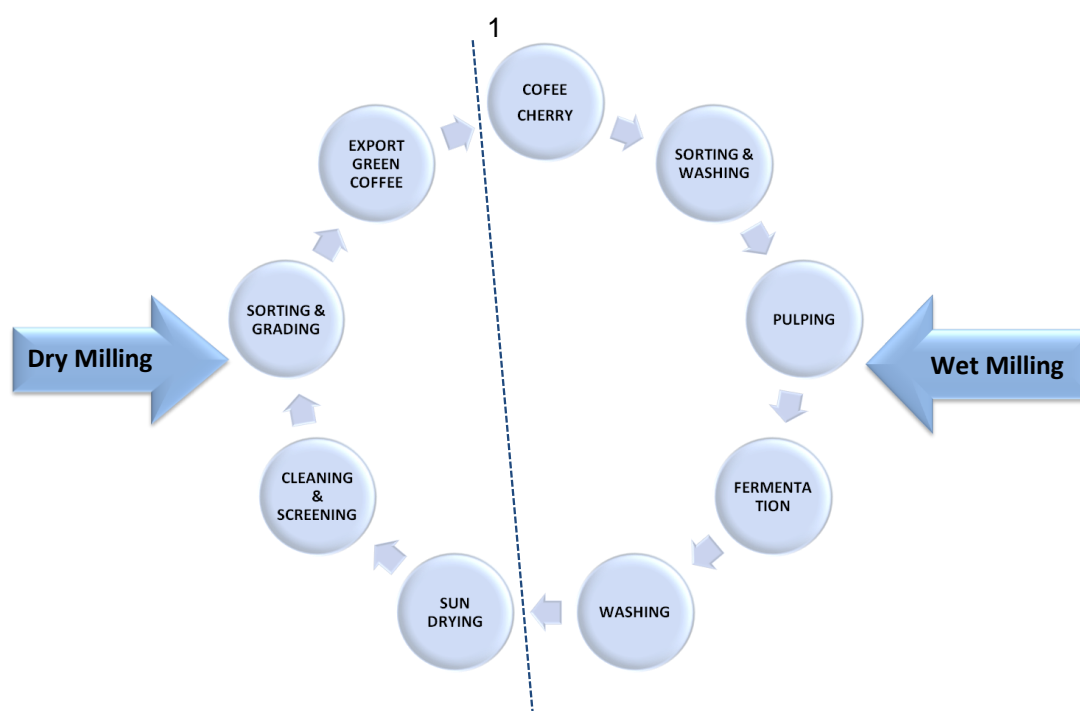 1
COFEE
CHERRY
SORTING &
WASHING
PULPING
Wet Milling
FERMENTA
TION
WASHING
SUN
DRYING
CLEANING
&
SCREENING
SORTING &
GRADING
Dry Milling
EXPORT
GREEN
COFFEE